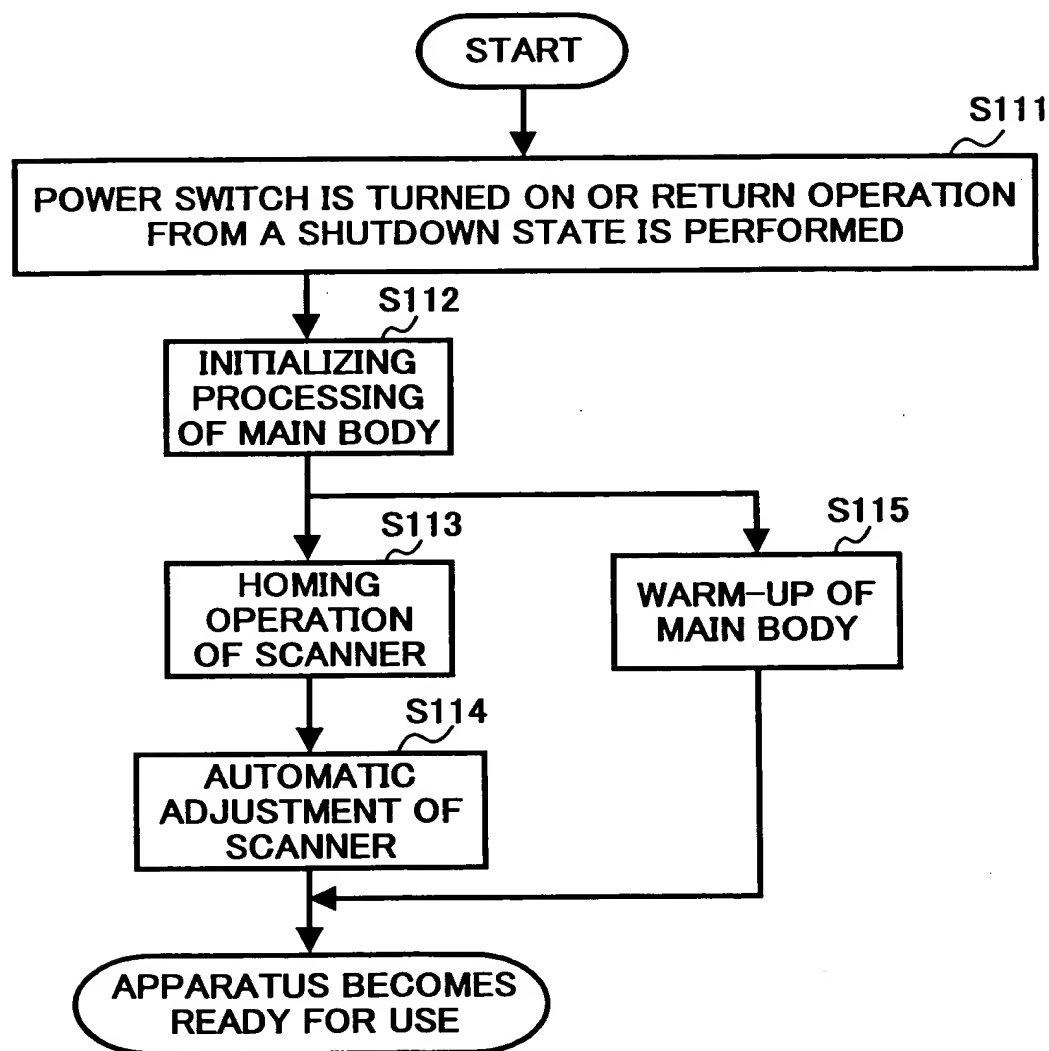 START
S111
POWER SWITCH IS TURNED ON OR RETURN OPERATION
FROM A SHUTDOWN STATE IS PERFORMED
S112
INITIALIZING
PROCESSING
OF MAIN BODY
S113
HOMING
OPERATION
OF SCANNER
S115
WARM-UP OF
MAIN BODY
S114
AUTOMATIC
ADJUSTMENT OF
SCANNER
APPARATUS BECOMES
READY FOR USE